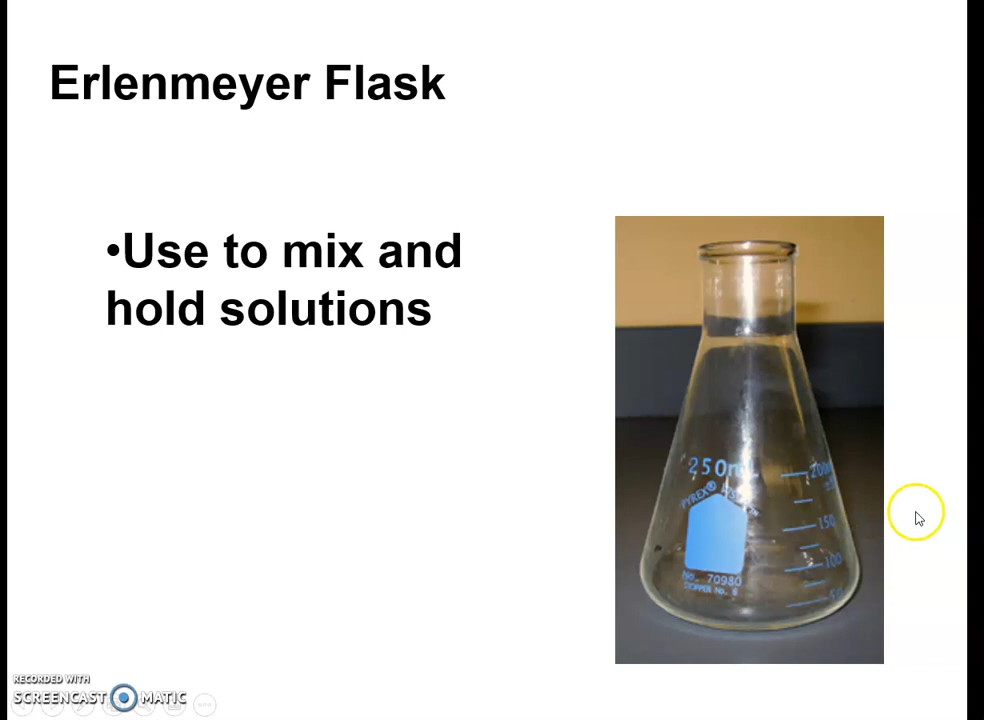 Erlenmeyer Flask
•Use to mix and
hold solutions
250mL
200
PYREX®
150
100
No. 70980
STOPPER No. 6
50
RECORDED WITH
SCREENCAST MATIC